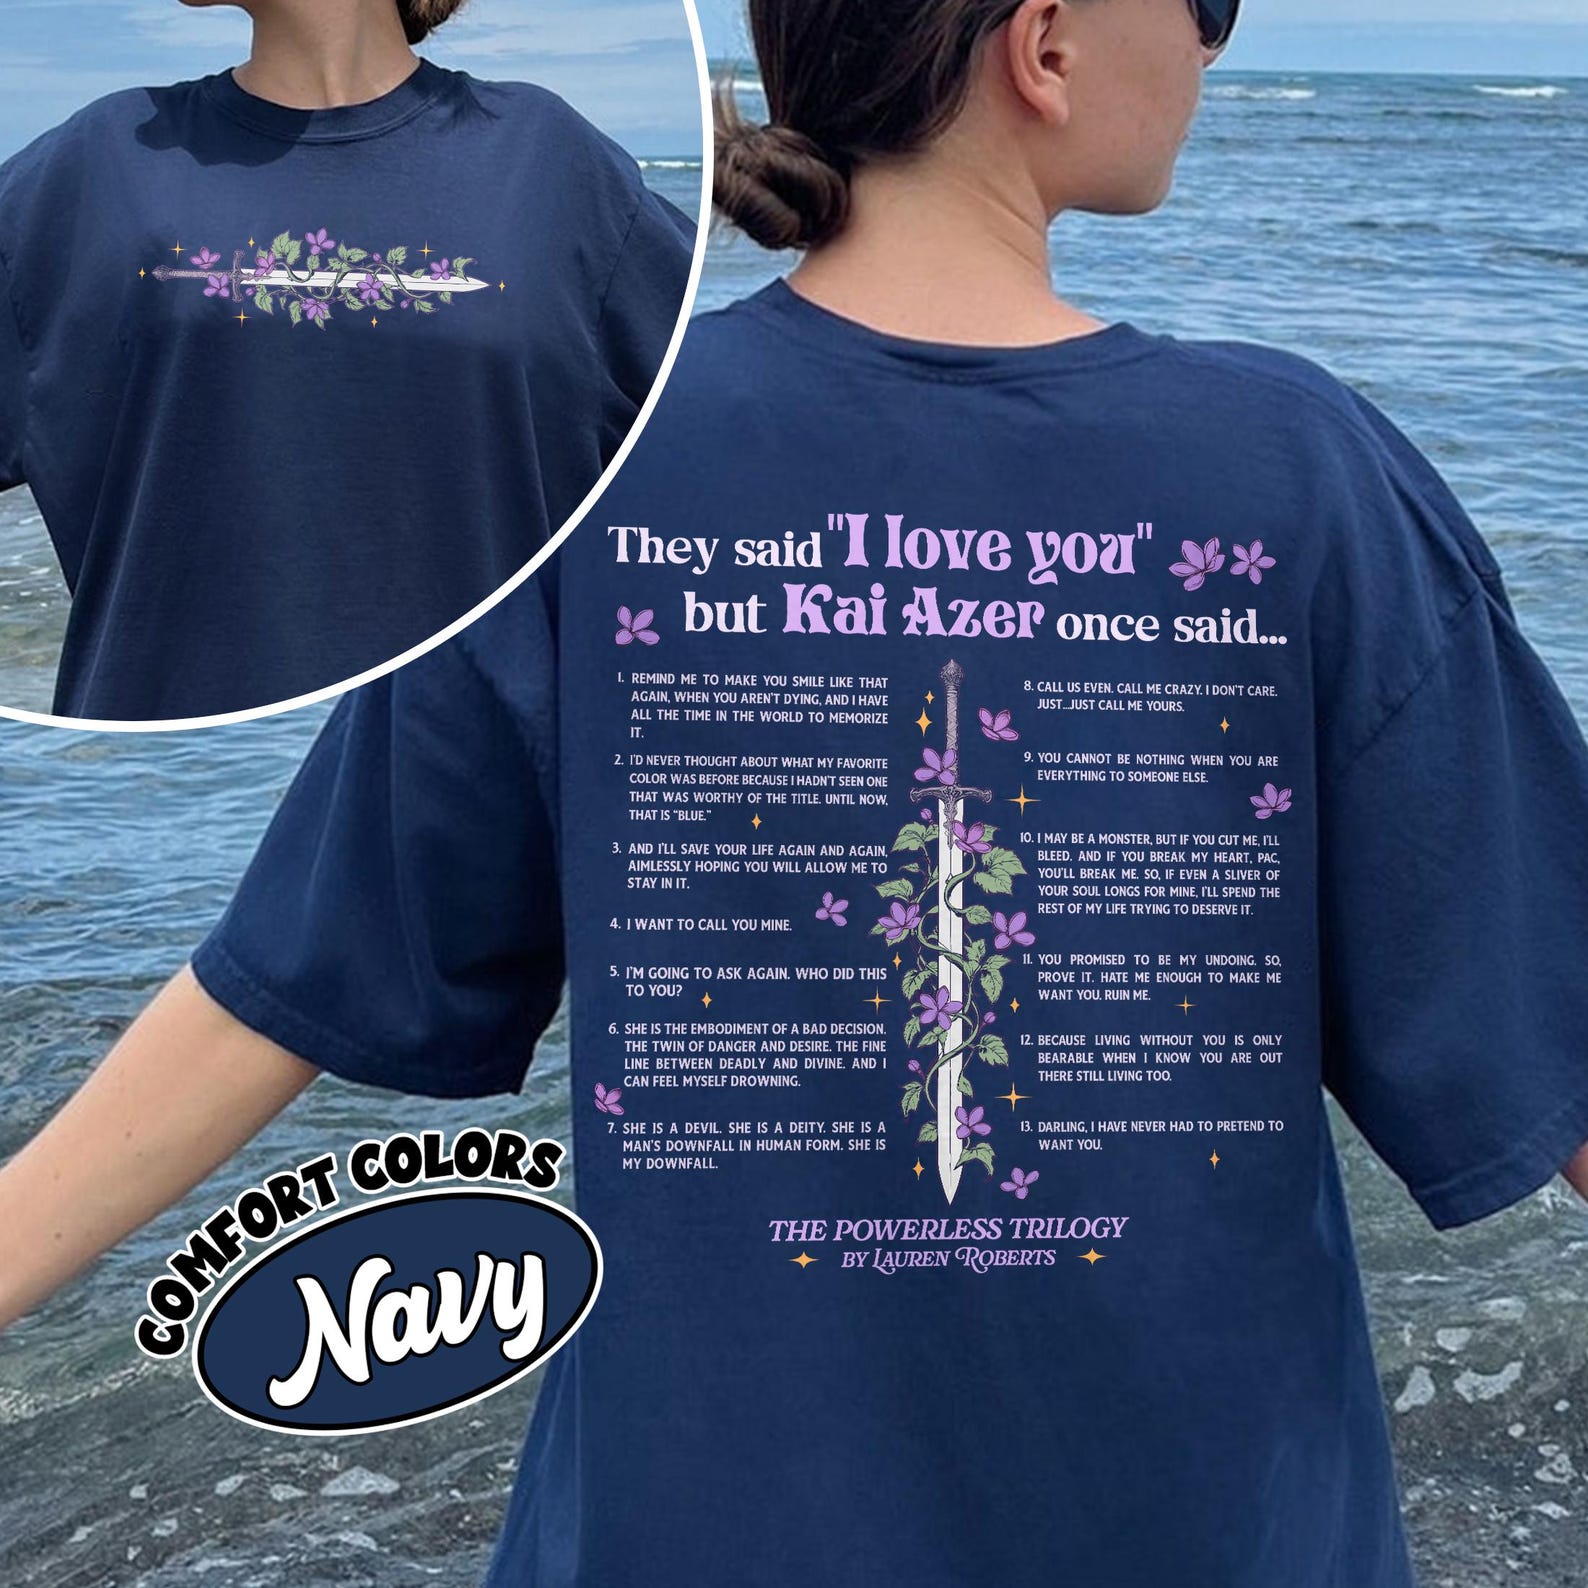 They said "I love you"
but Kai Azer once said...
1. REMIND ME TO MAKE YOU SMILE LIKE THAT
AGAIN, WHEN YOU AREN'T DYING, AND I HAVE
ALL THE TIME IN THE WORLD TO MEMORIZE
IT.
2. I'D NEVER THOUGHT ABOUT WHAT MY FAVORITE
COLOR WAS BEFORE BECAUSE I HADN'T SEEN ONE
THAT WAS WORTHY OF THE TITLE. UNTIL NOW,
THAT IS “BLUE.”
3. AND I'LL SAVE YOUR LIFE AGAIN AND AGAIN,
AIMLESSLY HOPING YOU WILL ALLOW ME TO
STAY IN IT.
4. I WANT TO CALL YOU MINE.
5. I'M GOING TO ASK AGAIN. WHO DID THIS
TO YOU?
6. SHE IS THE EMBODIMENT OF A BAD DECISION.
THE TWIN OF DANGER AND DESIRE. THE FINE
LINE BETWEEN DEADLY AND DIVINE. AND I
CAN FEEL MYSELF DROWNING.
7. SHE IS A DEVIL. SHE IS A DEITY. SHE IS A
MAN'S DOWNFALL IN HUMAN FORM. SHE IS
MY DOWNFALL.
8. CALL US EVEN. CALL ME CRAZY. I DON'T CARE.
JUST...JUST CALL ME YOURS.
9. YOU CANNOT BE NOTHING WHEN YOU ARE
EVERYTHING TO SOMEONE ELSE.
10. I MAY BE A MONSTER, BUT IF YOU CUT ME, I'LL
BLEED. AND IF YOU BREAK MY HEART, PAC,
YOU'LL BREAK ME. SO, IF EVEN A SLIVER OF
YOUR SOUL LONGS FOR MINE, I'LL SPEND THE
REST OF MY LIFE TRYING TO DESERVE IT.
11. YOU PROMISED TO BE MY UNDOING. SO,
PROVE IT. HATE ME ENOUGH TO MAKE ME
WANT YOU. RUIN ME.
12. BECAUSE LIVING WITHOUT YOU IS ONLY
BEARABLE WHEN I KNOW YOU ARE OUT
THERE STILL LIVING TOO.
13. DARLING, I HAVE NEVER HAD TO PRETEND TO
WANT YOU.
THE POWERLESS TRILOGY
BY LAUREN ROBERTS
COMFORT COLORS
Navy